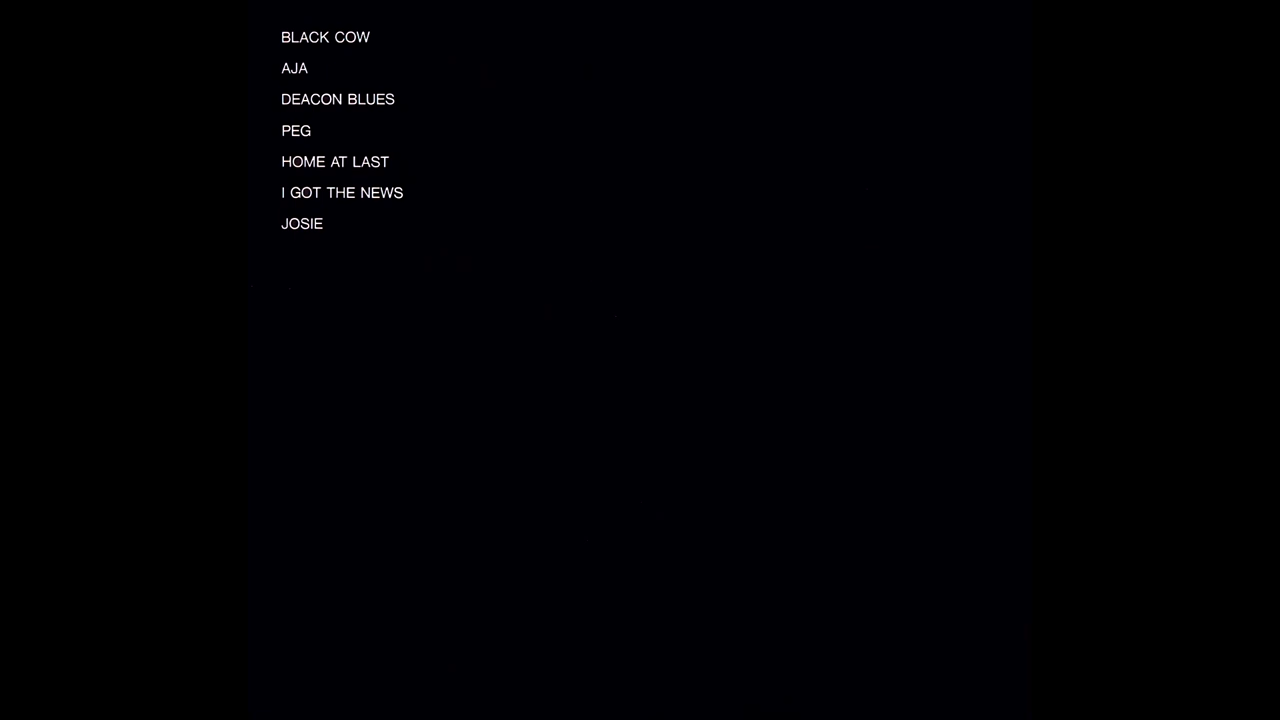 BLACK COW
AJA
DEACON BLUES
PEG
HOME AT LAST
I GOT THE NEWS
JOSIE